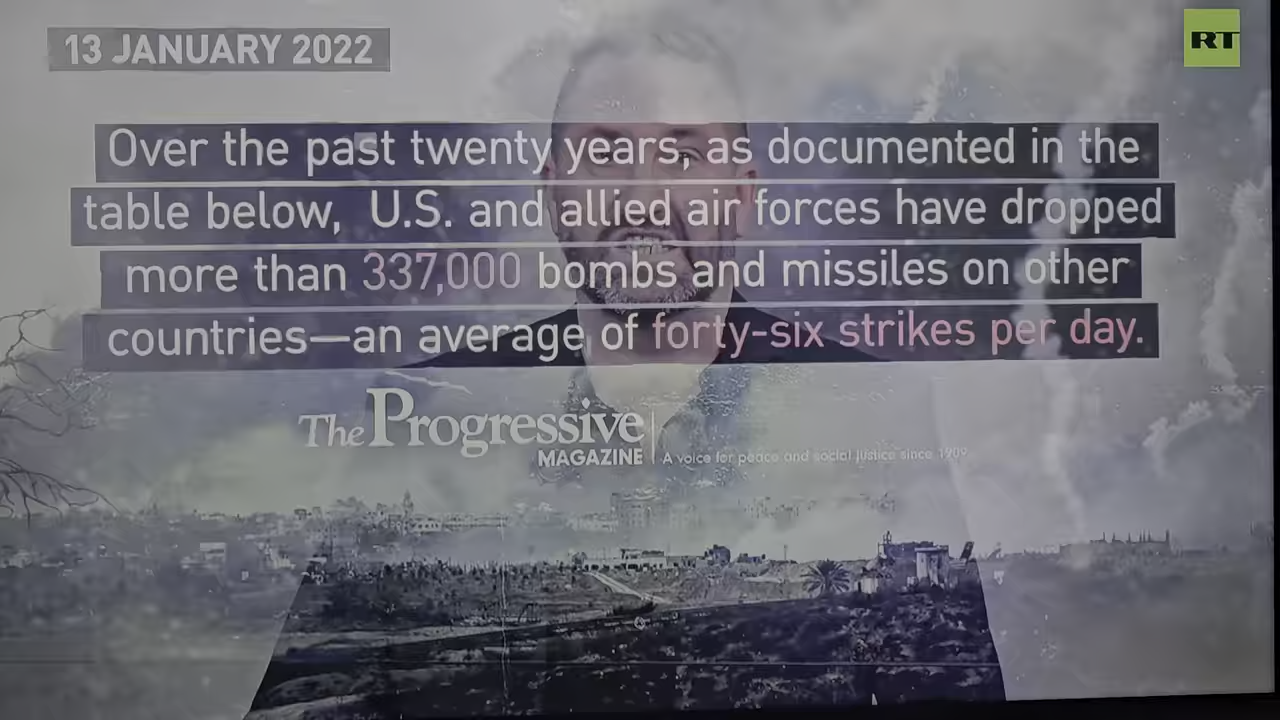 13 JANUARY 2022
RT
Over the past twenty years, as documented in the
table below, U.S. and allied air forces have dropped
more than 337,000 bombs and missiles on other
countries—an average of forty-six strikes per day.
The Progressive
MAGAZINE
A voice for peace and social justice since 1909